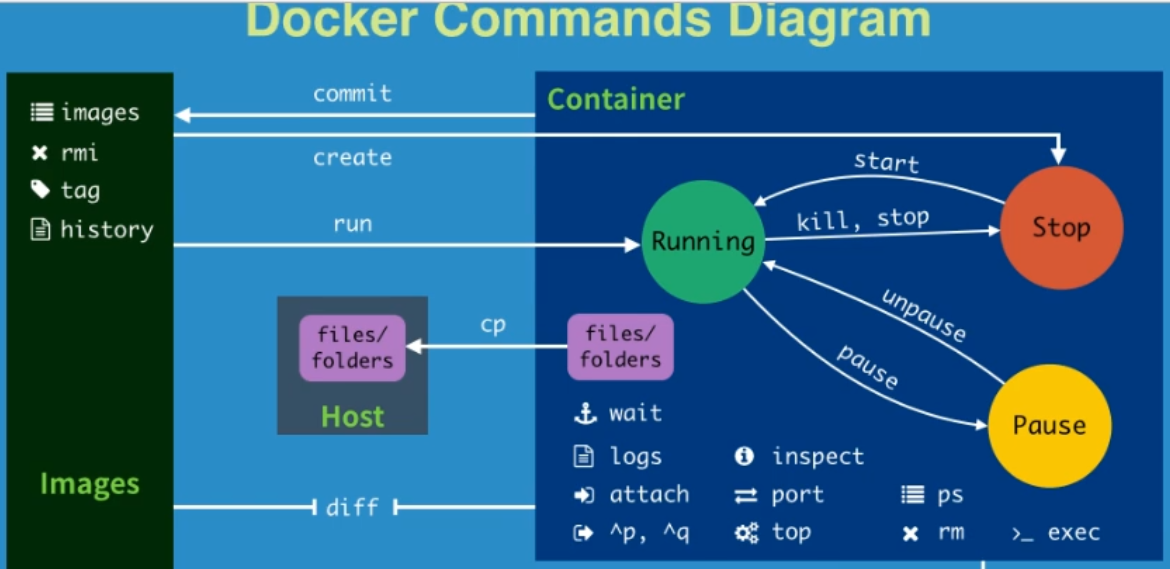 Docker Commands Diagram
images
rmi
tag
history
Images
commit
create
run
cp
files/
folders
Host
diff
Container
files/
folders
Running
start
kill, stop
Stop
unpause
pause
Pause
wait
logs
inspect
attach
port
ps
^p, ^q
top
rm
>_ exec